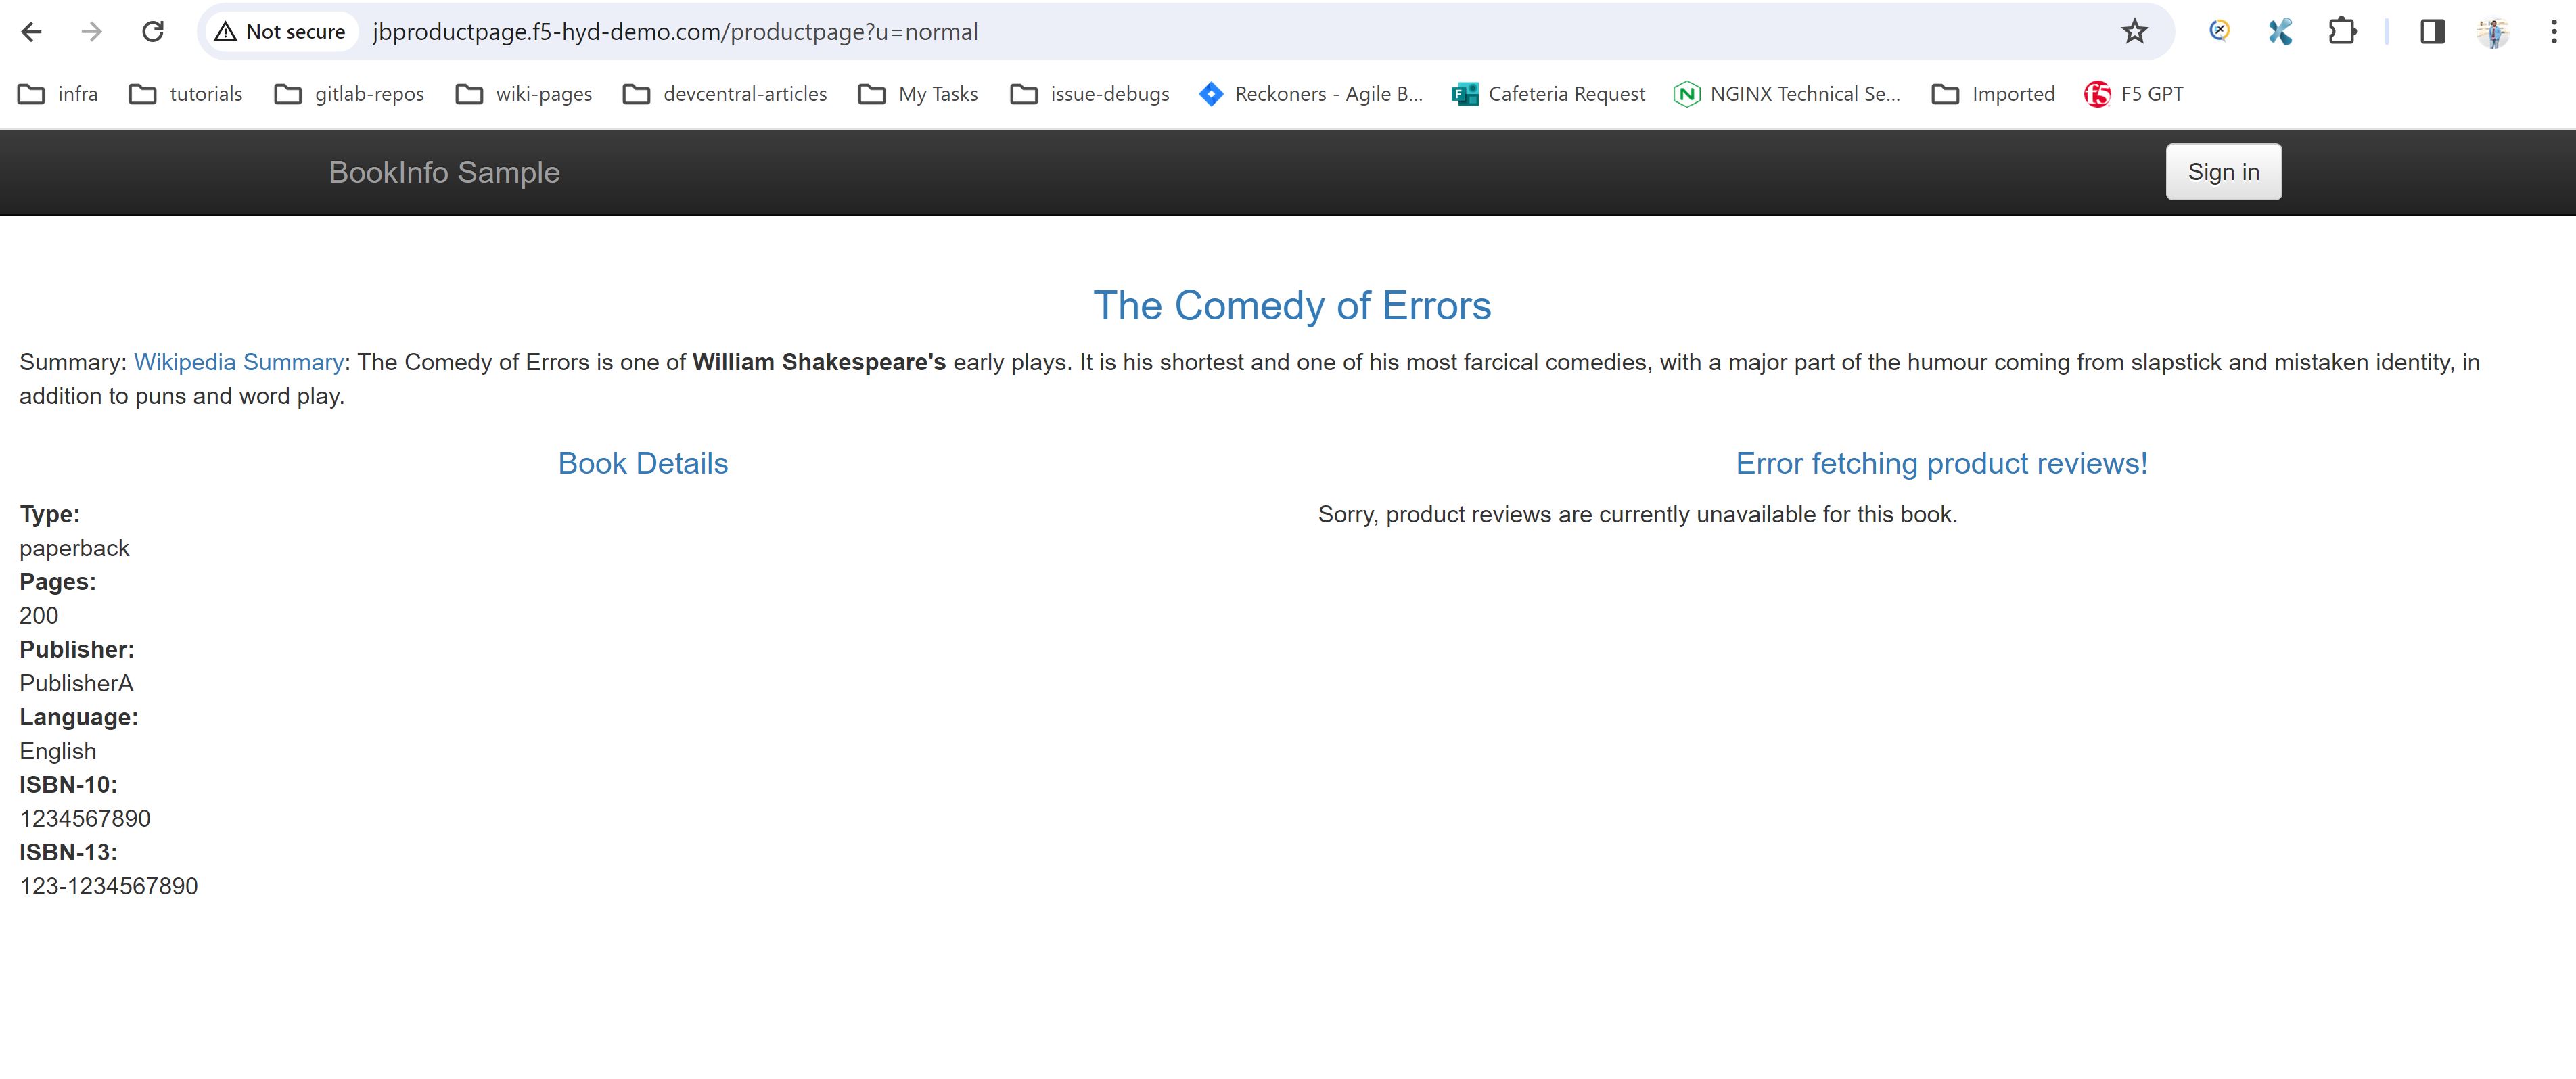 Not secure jbproductpage.f5-hyd-demo.com/productpage?u=normal
infra tutorials gitlab-repos wiki-pages devcentral-articles My Tasks issue-debugs Reckoners - Agile B... Cafeteria Request NGINX Technical Se... Imported F5 GPT
BookInfo Sample Sign in
The Comedy of Errors
Summary: Wikipedia Summary: The Comedy of Errors is one of William Shakespeare's early plays. It is his shortest and one of his most farcical comedies, with a major part of the humour coming from slapstick and mistaken identity, in
addition to puns and word play.
Book Details
Type:
paperback
Pages:
200
Publisher:
PublisherA
Language:
English
ISBN-10:
1234567890
ISBN-13:
123-1234567890
Error fetching product reviews!
Sorry, product reviews are currently unavailable for this book.